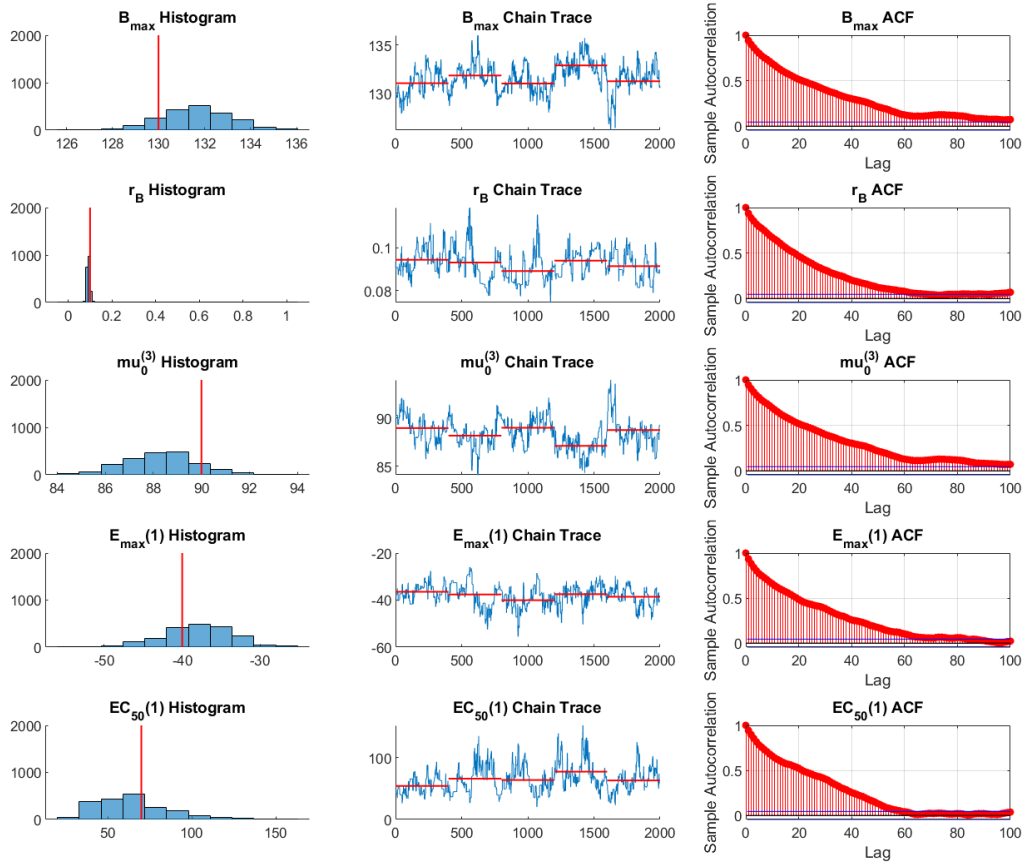 B_max Histogram
2000
1000
0
126 128 130 132 134 136
B_max Chain Trace
135
130
0 500 1000 1500 2000
B_max ACF
Sample Autocorrelation
1
0.5
0
0 20 40 60 80 100
Lag
r_B Histogram
2000
1000
0
0 0.2 0.4 0.6 0.8 1
r_B Chain Trace
0.1
0.08
0 500 1000 1500 2000
r_B ACF
Sample Autocorrelation
1
0.5
0
0 20 40 60 80 100
Lag
mu_0^(3) Histogram
2000
1000
0
84 86 88 90 92 94
mu_0^(3) Chain Trace
90
85
0 500 1000 1500 2000
mu_0^(3) ACF
Sample Autocorrelation
1
0.5
0
0 20 40 60 80 100
Lag
E_max(1) Histogram
2000
1000
0
-50 -40 -30
E_max(1) Chain Trace
-20
-40
-60
0 500 1000 1500 2000
E_max(1) ACF
Sample Autocorrelation
1
0.5
0
0 20 40 60 80 100
Lag
EC_50(1) Histogram
2000
1000
0
50 100 150
EC_50(1) Chain Trace
100
50
0
0 500 1000 1500 2000
EC_50(1) ACF
Sample Autocorrelation
1
0.5
0
0 20 40 60 80 100
Lag